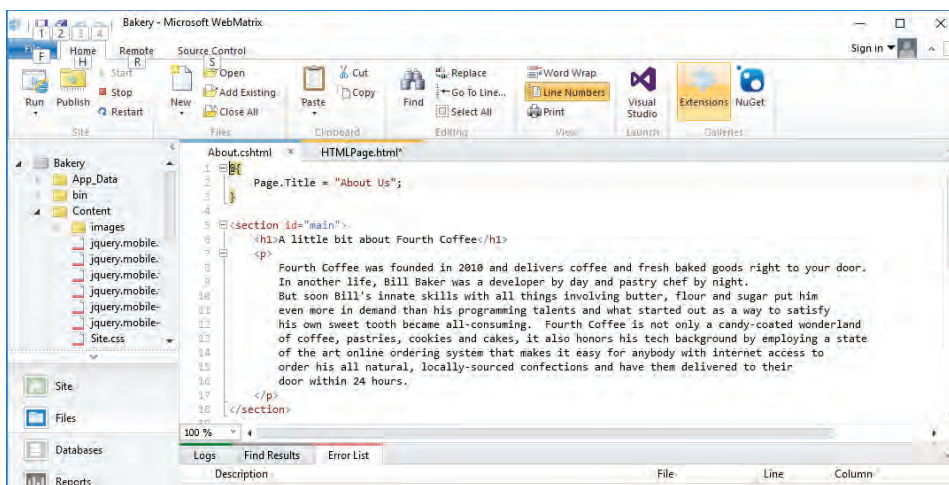 Bakery - Microsoft WebMatrix
1 2 3 4
Home Remote Source Control Sign in
F H R S
Run Publish Start Stop Restart
Site
New Open Add Existing Close All
Files
Paste Cut Copy
Clipboard
Find Replace Go To Line... Select All
Editing
Word Wrap Line Numbers Print
View
Visual Studio
Launch
Extensions NuGet
Galleries
Bakery
App_Data
bin
Content
images
jquery.mobile.
jquery.mobile.
jquery.mobile.
jquery.mobile.
jquery.mobile-
jquery.mobile-
Site.css
Site
Files
Databases
Reports
About.cshtml × HTMLPage.html*
1 @{
2 Page.Title = "About Us";
3 }
4
5 <section id="main">
6 <h1>A little bit about Fourth Coffee</h1>
7 <p>
8 Fourth Coffee was founded in 2010 and delivers coffee and fresh baked goods right to your door.
9 In another life, Bill Baker was a developer by day and pastry chef by night.
10 But soon Bill's innate skills with all things involving butter, flour and sugar put him
11 even more in demand than his programming talents and what started out as a way to satisfy
12 his own sweet tooth became all-consuming. Fourth Coffee is not only a candy-coated wonderland
13 of coffee, pastries, cookies and cakes, it also honors his tech background by employing a state
14 of the art online ordering system that makes it easy for anybody with internet access to
15 order his all natural, locally-sourced confections and have them delivered to their
16 door within 24 hours.
17 </p>
18 </section>
100 %
Logs Find Results Error List
Description File Line Column